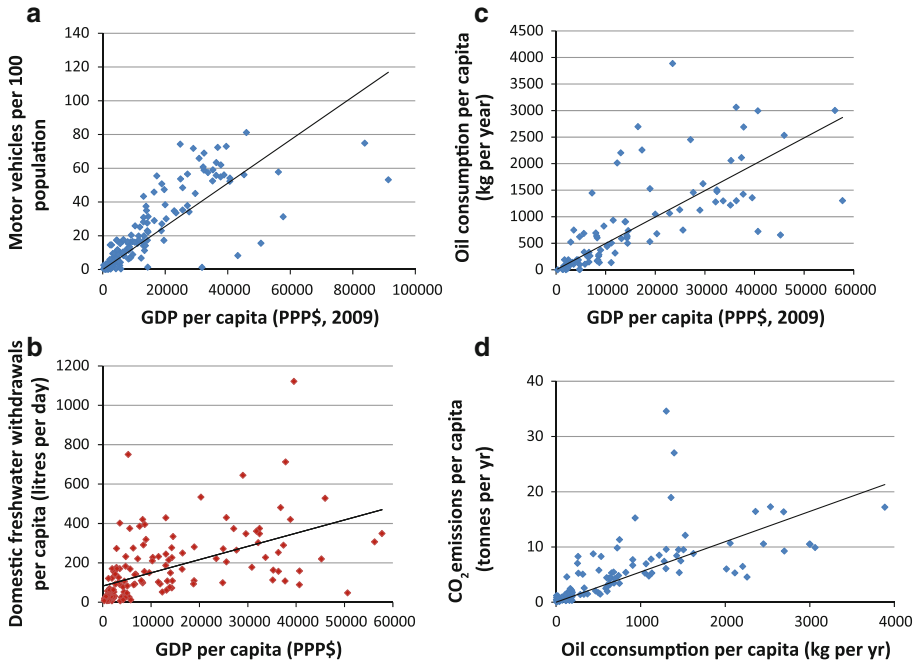 a
Motor vehicles per 100
population
140
120
100
80
60
40
20
0
0 20000 40000 60000 80000 100000
GDP per capita (PPP$, 2009)
c
Oil consumption per capita
(kg per year)
4500
4000
3500
3000
2500
2000
1500
1000
500
0
0 10000 20000 30000 40000 50000 60000
GDP per capita (PPP$, 2009)
b
Domestic freshwater withdrawals
per capita (litres per day)
1200
1000
800
600
400
200
0
0 10000 20000 30000 40000 50000 60000
GDP per capita (PPP$)
d
CO2 emissions per capita
(tonnes per yr)
40
30
20
10
0
0 1000 2000 3000 4000
Oil cconsumption per capita (kg per yr)